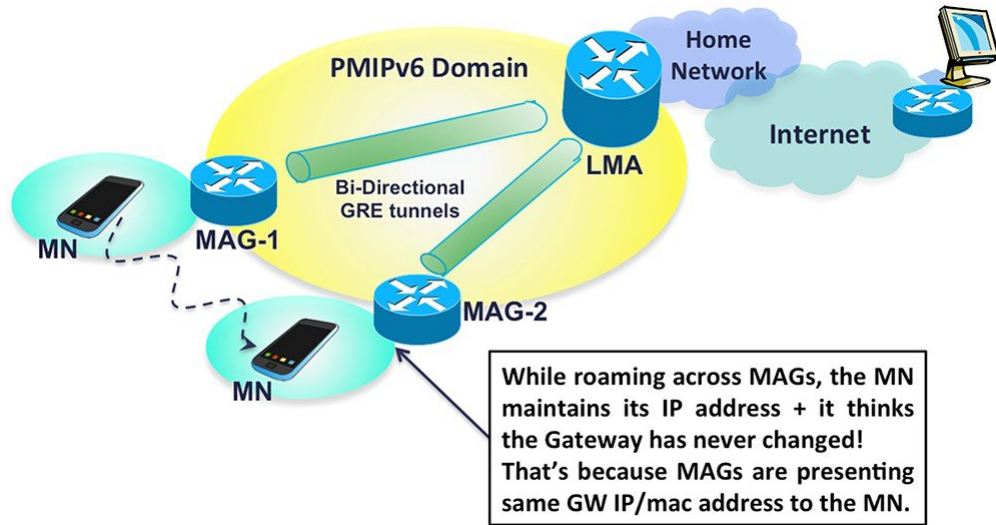 Home
Network
PMIPv6 Domain
Internet
LMA
Bi-Directional
GRE tunnels
MN
MAG-1
MAG-2
MN
While roaming across MAGs, the MN
maintains its IP address + it thinks
the Gateway has never changed!
That's because MAGs are presenting
same GW IP/mac address to the MN.